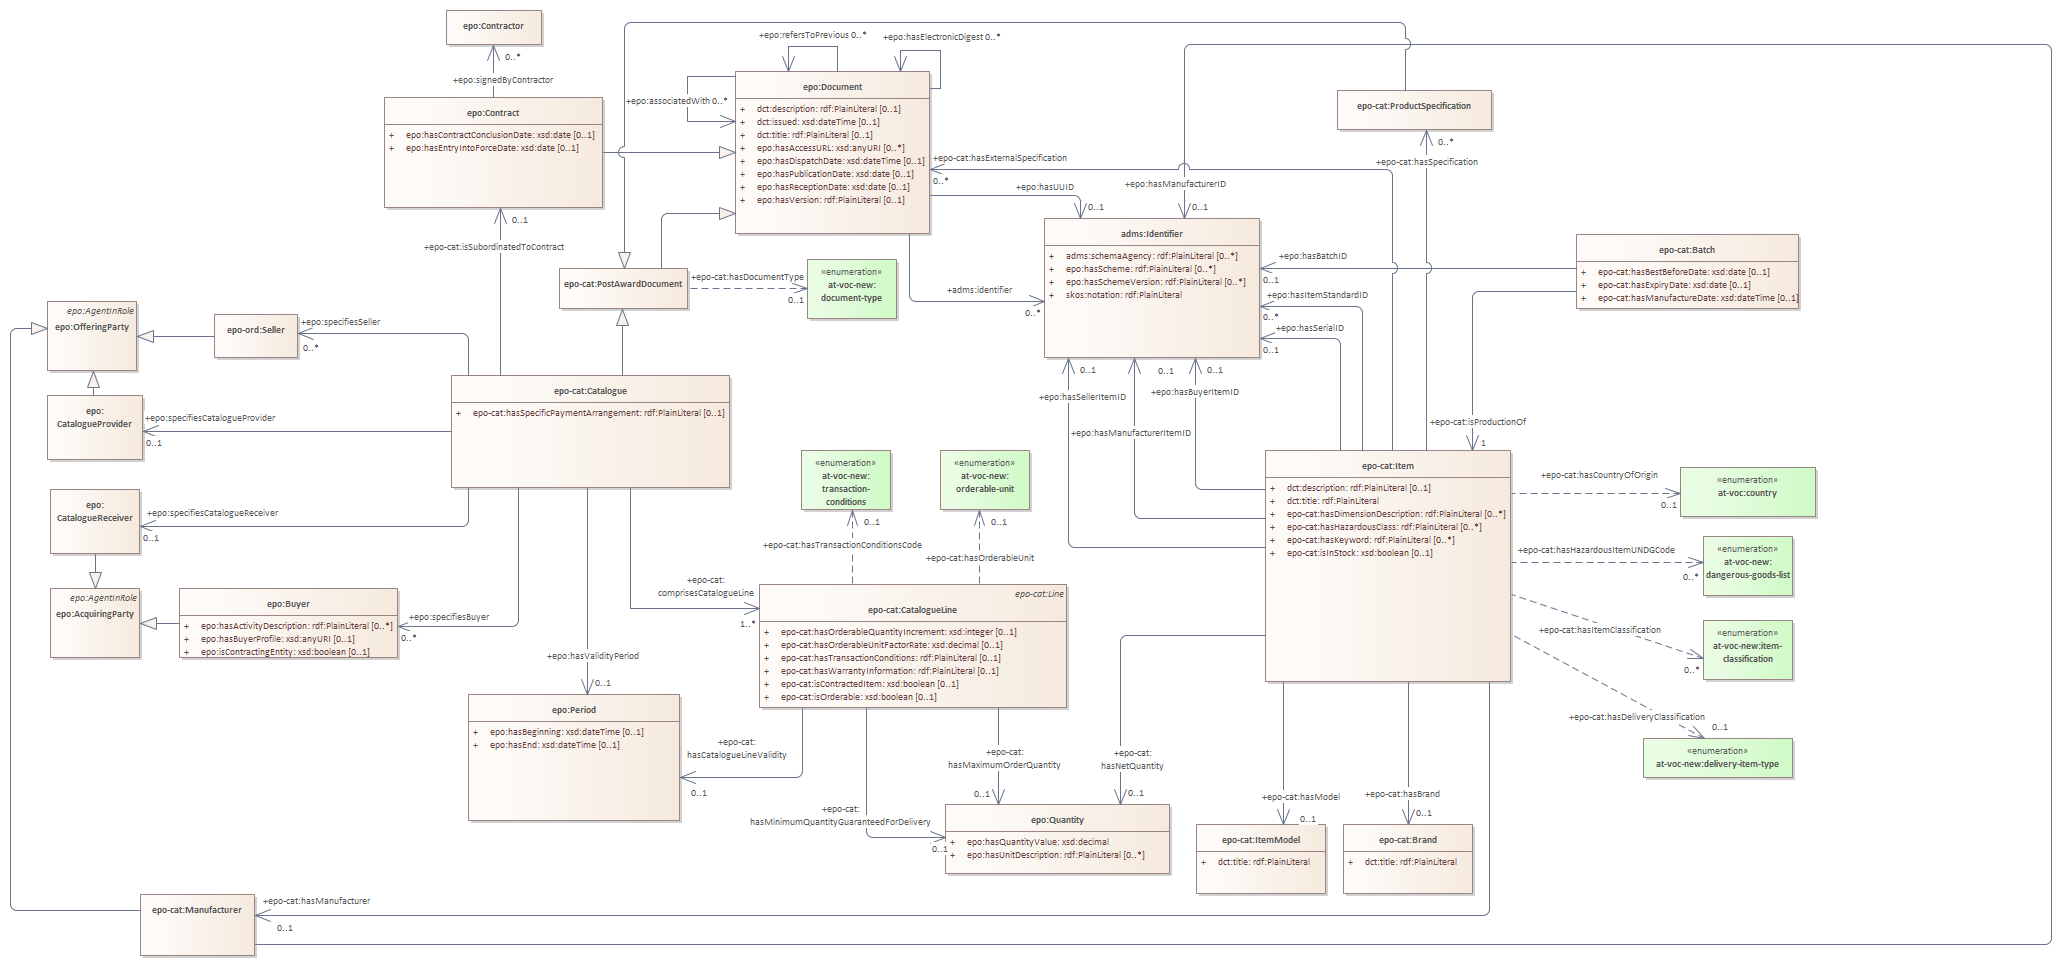 epo:Contractor
0..*
+epo:signedByContractor
epo:Contract
+ epo:hasContractConclusionDate: xsd:date [0..1]
+ epo:hasEntryIntoForceDate: xsd:date [0..1]
0..1
+epo-cat:isSubordinatedToContract
+epo:refersToPrevious 0..*
+epo:hasElectronicDigest 0..*
+epo:associatedWith 0..*
epo:Document
+ dct:description: rdf:PlainLiteral [0..1]
+ dct:issued: xsd:dateTime [0..1]
+ dct:title: rdf:PlainLiteral [0..1]
+ epo:hasAccessURL: xsd:anyURI [0..*]
+ epo:hasDispatchDate: xsd:dateTime [0..1]
+ epo:hasPublicationDate: xsd:date [0..1]
+ epo:hasReceptionDate: xsd:date [0..1]
+ epo:hasVersion: rdf:PlainLiteral [0..1]
+epo-cat:hasExternalSpecification
0..*
+epo:hasUUID
0..1
+epo:hasManufacturerID
0..1
epo-cat:ProductSpecification
0..*
+epo-cat:hasSpecification
adms:Identifier
+ adms:schemaAgency: rdf:PlainLiteral [0..*]
+ epo:hasScheme: rdf:PlainLiteral [0..*]
+ epo:hasSchemeVersion: rdf:PlainLiteral [0..*]
+ skos:notation: rdf:PlainLiteral
+adms:identifier
0..*
+epo:hasBatchID
0..1
+epo:hasItemStandardID
0..*
+epo:hasSerialID
0..1
epo-cat:Batch
+ epo-cat:hasBestBeforeDate: xsd:date [0..1]
+ epo-cat:hasExpiryDate: xsd:date [0..1]
+ epo-cat:hasManufactureDate: xsd:dateTime [0..1]
+epo-cat:isProductionOf
1
epo-cat:PostAwardDocument
+epo-cat:hasDocumentType
0..1
«enumeration»
at-voc-new:
document-type
epo:AgentInRole
epo:OfferingParty
epo-ord:Seller
+epo:specifiesSeller
0..*
epo:
CatalogueProvider
+epo:specifiesCatalogueProvider
0..1
epo-cat:Catalogue
+ epo-cat:hasSpecificPaymentArrangement: rdf:PlainLiteral [0..1]
epo:
CatalogueReceiver
+epo:specifiesCatalogueReceiver
0..1
epo:AgentInRole
epo:AcquiringParty
epo:Buyer
+ epo:hasActivityDescription: rdf:PlainLiteral [0..*]
+ epo:hasBuyerProfile: xsd:anyURI [0..1]
+ epo:isContractingEntity: xsd:boolean [0..1]
+epo:specifiesBuyer
0..*
+epo:hasValidityPeriod
0..1
+epo-cat:
comprisesCatalogueLine
1..*
0..1
+epo:hasSellerItemID
0..1
+epo:hasManufacturerItemID
0..1
+epo:hasBuyerItemID
«enumeration»
at-voc-new:
transaction-
conditions
0..1
+epo-cat:hasTransactionConditionsCode
«enumeration»
at-voc-new:
orderable-unit
0..1
+epo-cat:hasOrderableUnit
epo-cat:Line
epo-cat:CatalogueLine
+ epo-cat:hasOrderableQuantityIncrement: xsd:integer [0..1]
+ epo-cat:hasOrderableUnitFactorRate: xsd:decimal [0..1]
+ epo-cat:hasTransactionConditions: rdf:PlainLiteral [0..1]
+ epo-cat:hasWarrantyInformation: rdf:PlainLiteral [0..1]
+ epo-cat:isContractedItem: xsd:boolean [0..1]
+ epo-cat:isOrderable: xsd:boolean [0..1]
epo-cat:Item
+ dct:description: rdf:PlainLiteral [0..1]
+ dct:title: rdf:PlainLiteral
+ epo-cat:hasDimensionDescription: rdf:PlainLiteral [0..*]
+ epo-cat:hasHazardousClass: rdf:PlainLiteral [0..*]
+ epo-cat:hasKeyword: rdf:PlainLiteral [0..*]
+ epo-cat:isInStock: xsd:boolean [0..1]
+epo-cat:hasCountryOfOrigin
0..1
«enumeration»
at-voc:country
+epo-cat:hasHazardousItemUNDGCode
0..*
«enumeration»
at-voc-new:
dangerous-goods-list
+epo-cat:hasItemClassification
0..*
«enumeration»
at-voc-new:item-
classification
+epo-cat:hasDeliveryClassification
0..1
«enumeration»
at-voc-new:delivery-item-type
epo:Period
+ epo:hasBeginning: xsd:dateTime [0..1]
+ epo:hasEnd: xsd:dateTime [0..1]
+epo-cat:
hasCatalogueLineValidity
0..1
+epo-cat:
hasMinimumQuantityGuaranteedForDelivery
0..1
+epo-cat:
hasMaximumOrderQuantity
0..1
+epo-cat:
hasNetQuantity
0..1
epo:Quantity
+ epo:hasQuantityValue: xsd:decimal
+ epo:hasUnitDescription: rdf:PlainLiteral [0..*]
+epo-cat:hasModel
0..1
epo-cat:ItemModel
+ dct:title: rdf:PlainLiteral
+epo-cat:hasBrand
0..1
epo-cat:Brand
+ dct:title: rdf:PlainLiteral
epo-cat:Manufacturer
+epo-cat:hasManufacturer
0..1